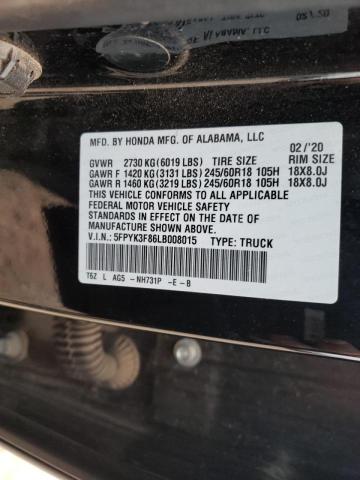 ALABAMA, LLC
MFD. BY HONDA MFG. OF ALABAMA, LLC 02/'20
GVWR 2730 KG(6019 LBS) TIRE SIZE RIM SIZE
GAWR F 1420 KG(3131 LBS)245/60R18 105H 18X8.0J
GAWR R 1460 KG(3219 LBS)245/60R18 105H 18X8.0J
THIS VEHICLE CONFORMS TO ALL APPLICABLE
FEDERAL MOTOR VEHICLE SAFETY
STANDARDS IN EFFECT ON THE DATE OF
MANUFACTURE SHOWN ABOVE.
V.I.N.: 5FPYK3F86LB008015 TYPE: TRUCK
T6Z L AG5 -NH731P -E -B